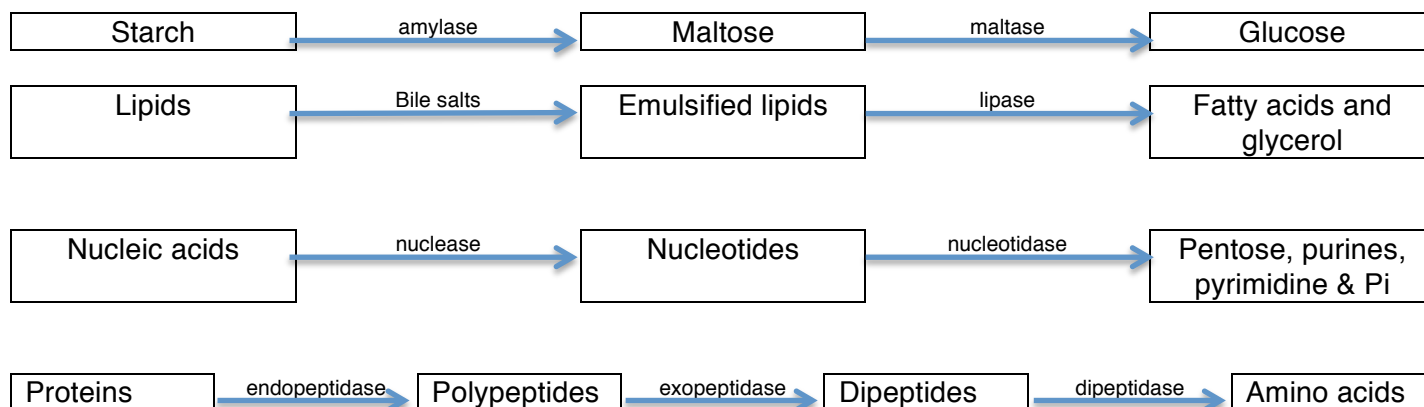 Starch amylase Maltose maltase Glucose
Lipids Bile salts Emulsified lipids lipase Fatty acids and
glycerol
Nucleic acids nuclease Nucleotides nucleotidase Pentose, purines,
pyrimidine & Pi
Proteins endopeptidase Polypeptides exopeptidase Dipeptides dipeptidase Amino acids